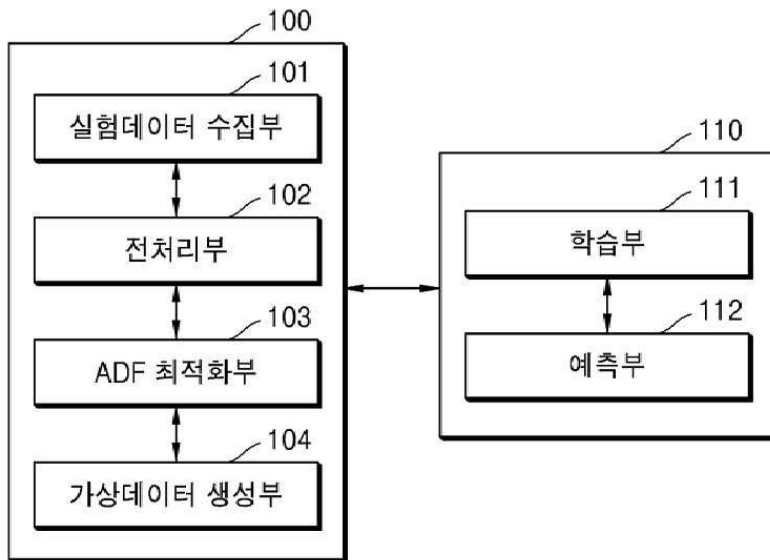 100
101
실험데이터 수집부
102
전처리부
103
ADF 최적화부
104
가상데이터 생성부
110
111
학습부
112
예측부